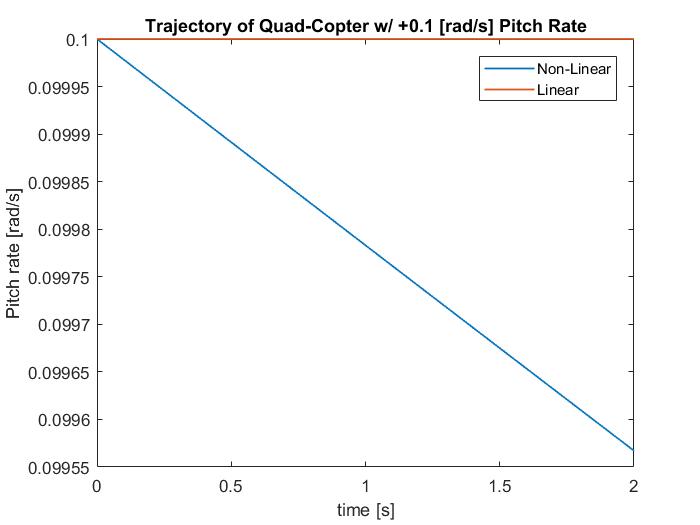 Trajectory of Quad-Copter w/ +0.1 [rad/s] Pitch Rate
0.1
0.09995
0.0999
0.09985
0.0998
0.09975
0.0997
0.09965
0.0996
0.09955
Pitch rate [rad/s]
Non-Linear
Linear
0 0.5 1 1.5 2
time [s]